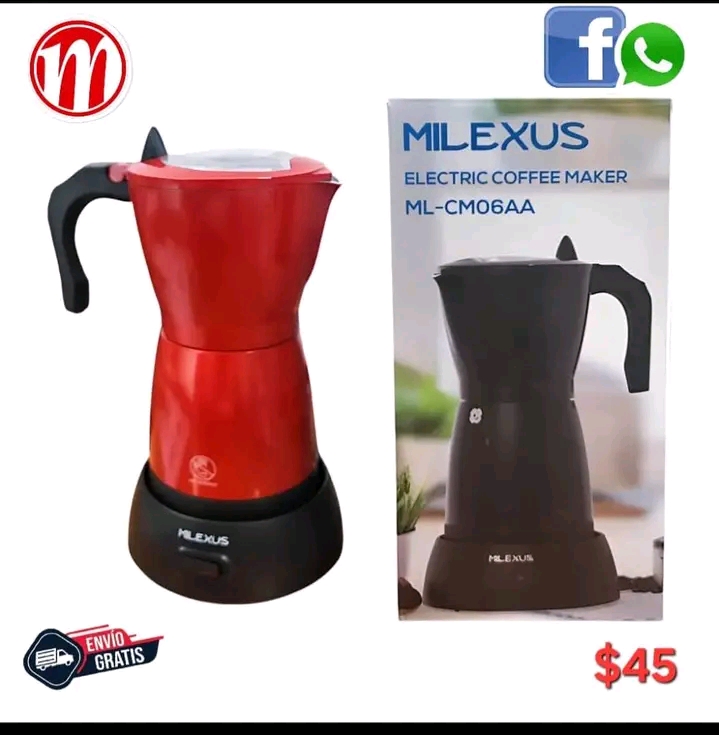 m
f
MILEXUS
ELECTRIC COFFEE MAKER
ML-CM06AA
MILEXUS
MILEXUS
ENVÍO
GRATIS
$45